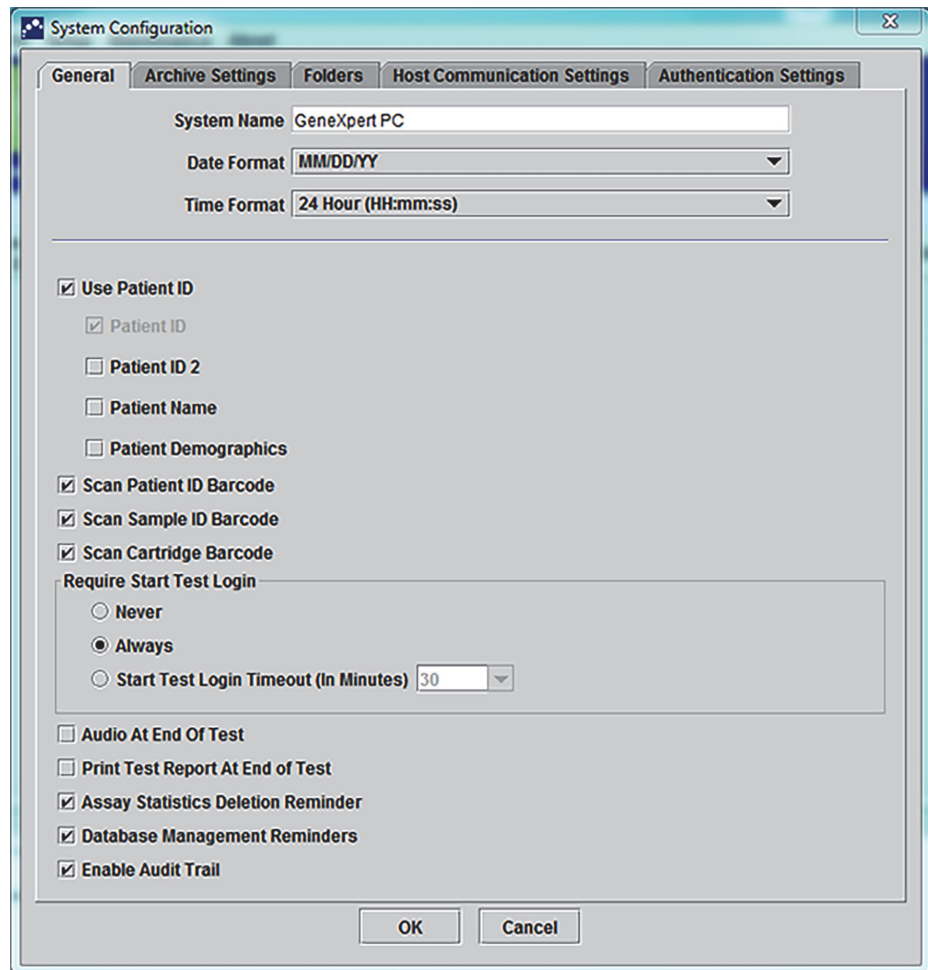 System Configuration
General Archive Settings Folders Host Communication Settings Authentication Settings
System Name GeneXpert PC
Date Format MM/DD/YY
Time Format 24 Hour (HH:mm:ss)
Use Patient ID
Patient ID
Patient ID 2
Patient Name
Patient Demographics
Scan Patient ID Barcode
Scan Sample ID Barcode
Scan Cartridge Barcode
Require Start Test Login
Never
Always
Start Test Login Timeout (In Minutes) 30
Audio At End Of Test
Print Test Report At End of Test
Assay Statistics Deletion Reminder
Database Management Reminders
Enable Audit Trail
OK Cancel